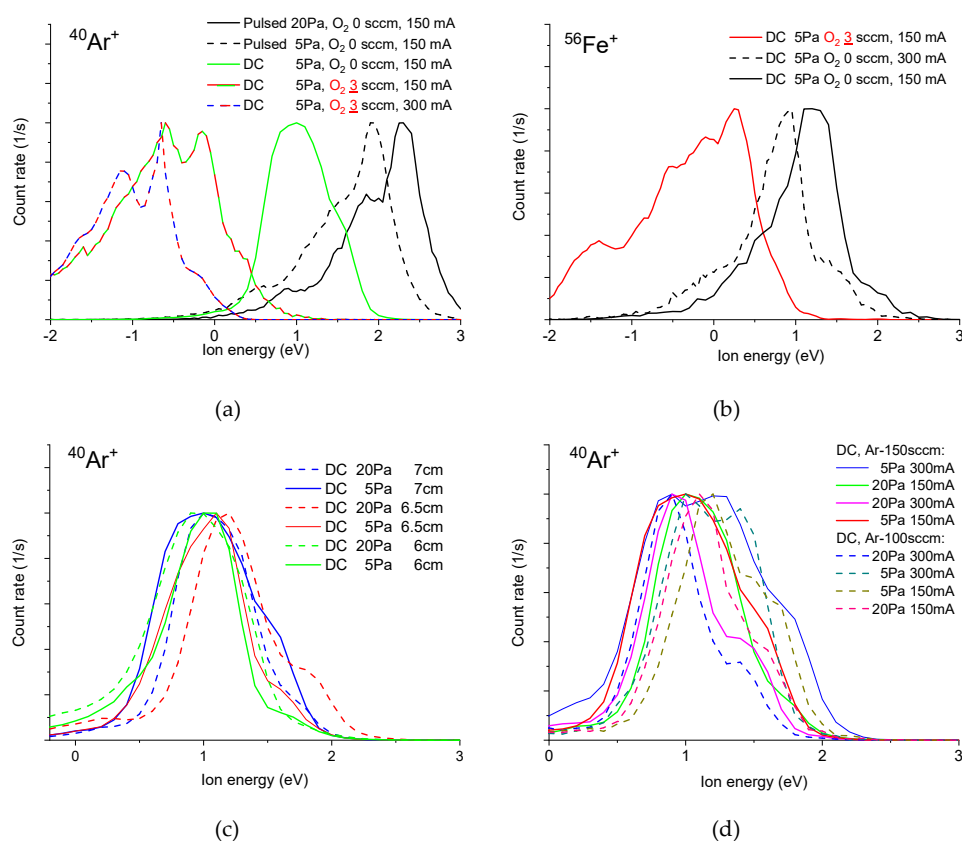 ⁴⁰Ar⁺
Pulsed 20Pa, O₂ 0 sccm, 150 mA
Pulsed 5Pa, O₂ 0 sccm, 150 mA
DC 5Pa, O₂ 0 sccm, 150 mA
DC 5Pa, O₂ 3 sccm, 150 mA
DC 5Pa, O₂ 3 sccm, 300 mA
Count rate (1/s)
-2 -1 0 1 2 3
Ion energy (eV)
(a)
⁵⁶Fe⁺
DC 5Pa O₂ 3 sccm, 150 mA
DC 5Pa O₂ 0 sccm, 300 mA
DC 5Pa O₂ 0 sccm, 150 mA
Count rate (1/s)
-2 -1 0 1 2 3
Ion energy (eV)
(b)
⁴⁰Ar⁺
DC 20Pa 7cm
DC 5Pa 7cm
DC 20Pa 6.5cm
DC 5Pa 6.5cm
DC 20Pa 6cm
DC 5Pa 6cm
Count rate (1/s)
0 1 2 3
Ion energy (eV)
(c)
⁴⁰Ar⁺
DC, Ar-150sccm:
5Pa 300mA
20Pa 150mA
20Pa 300mA
5Pa 150mA
DC, Ar-100sccm:
20Pa 300mA
5Pa 300mA
5Pa 150mA
20Pa 150mA
Count rate (1/s)
0 1 2 3
Ion energy (eV)
(d)